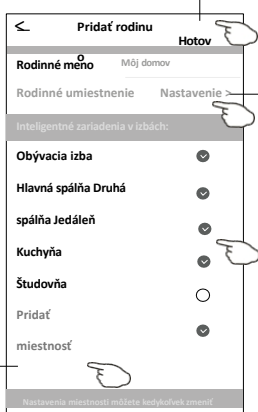 Pridať rodinu
Hotov
o
Rodinné meno Môj domov
Rodinné umiestnenie Nastavenie >
Inteligentné zariadenia v izbách:
Obývacia izba
Hlavná spálňa Druhá
spálňa Jedáleň
Kuchyňa
Študovňa
Pridať
miestnosť
Nastavenia miestnosti môžete kedykoľvek zmeniť